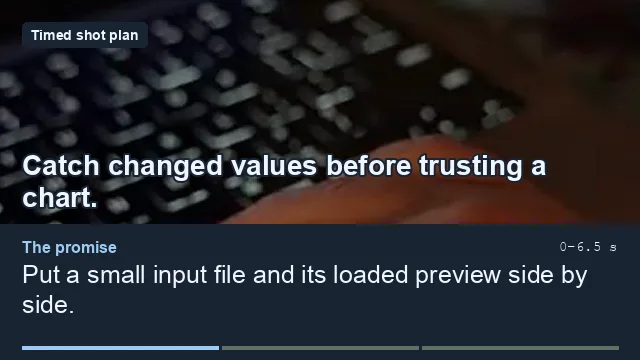 Timed shot plan
Catch changed values before trusting a
chart.
The promise
0–6.5 s
Put a small input file and its loaded preview side by
side.